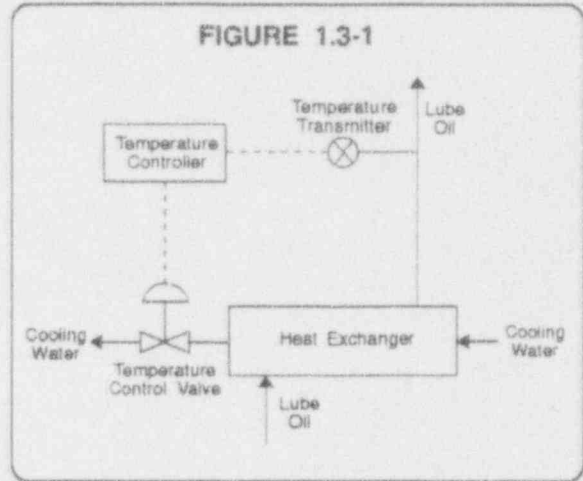 FIGURE 1.3-1
Temperature
Transmitter
Lube
Oil
Temperature
Controller
Cooling
Water
Temperature
Control Valve
Heat Exchanger
Cooling
Water
Lube
Oil